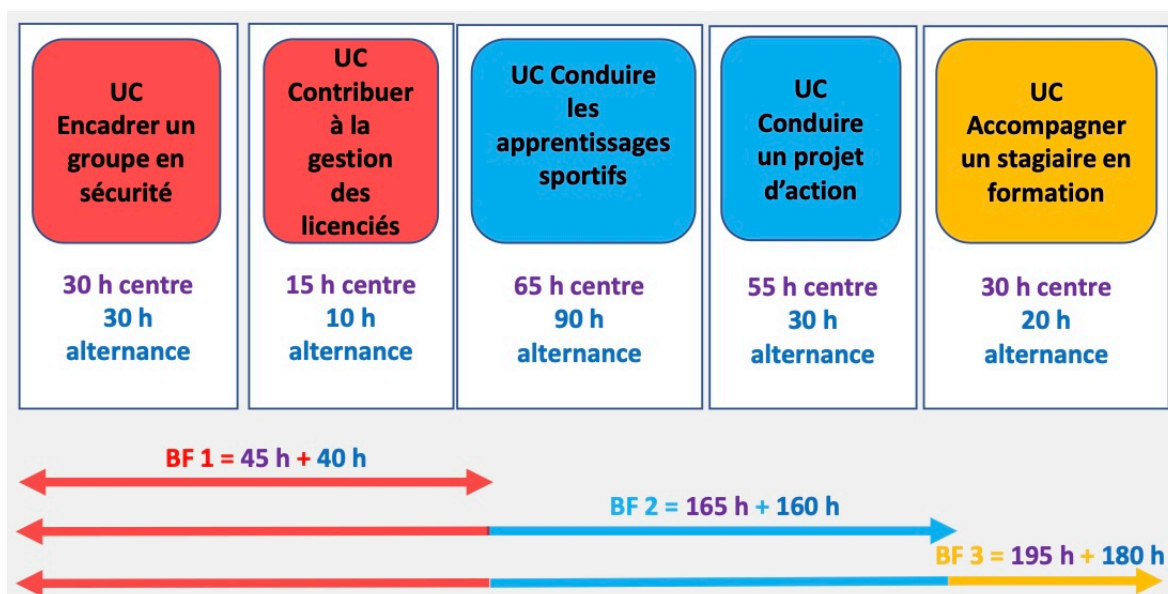 UC
Encadrer un
groupe en
sécurité
30 h centre
30 h
alternance
UC
Contribuer
à la
gestion
des
licenciés
15 h centre
10 h
alternance
UC Conduire
les
apprentissages
sportifs
65 h centre
90 h
alternance
UC
Conduire
un projet
d’action
55 h centre
30 h
alternance
UC
Accompagner
un stagiaire en
formation
30 h centre
20 h
alternance
BF 1 = 45 h + 40 h
BF 2 = 165 h + 160 h
BF 3 = 195 h + 180 h